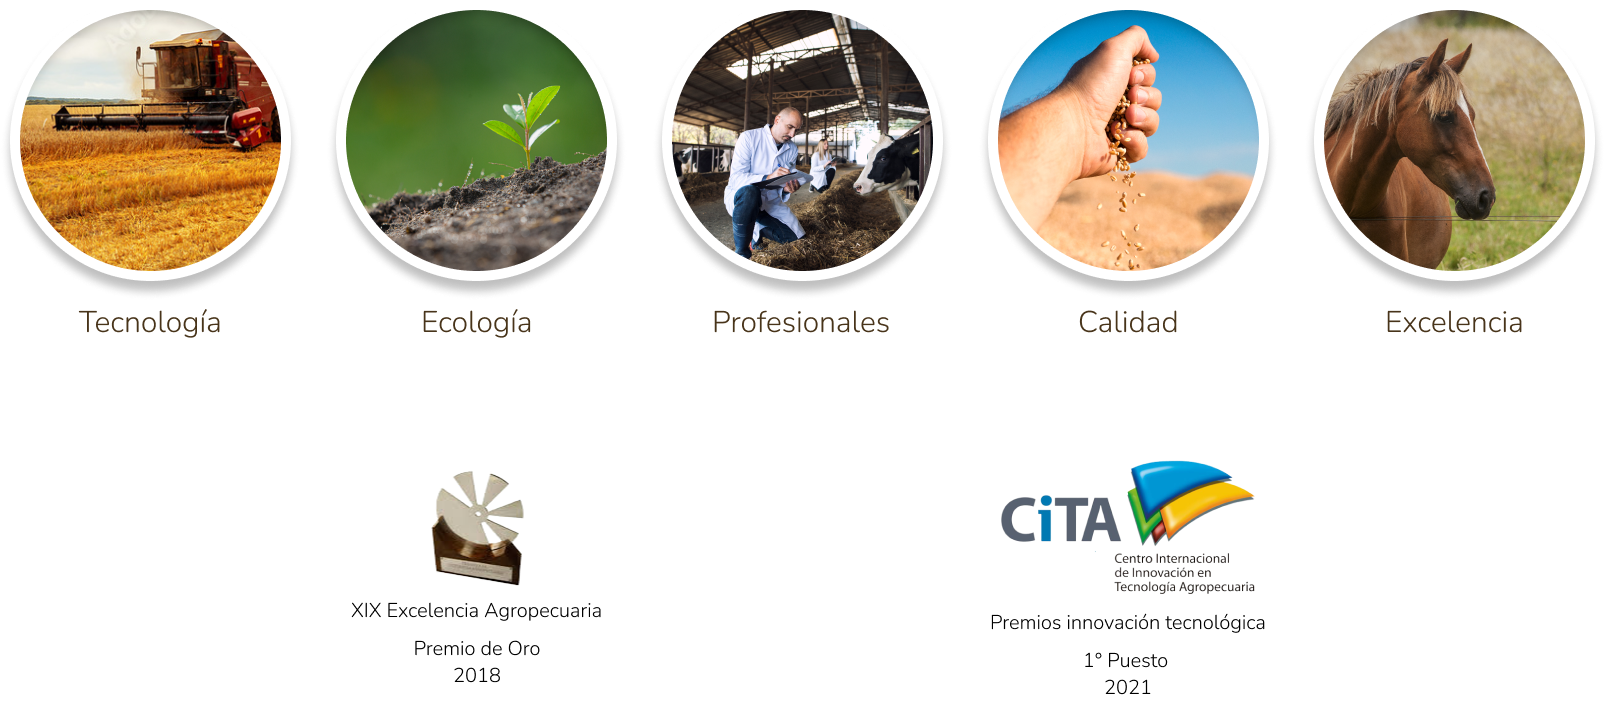 Tecnología
Ecología
Profesionales
Calidad
Excelencia
CiTA
Centro Internacional
de Innovación en
Tecnología Agropecuaria
XIX Excelencia Agropecuaria
Premio de Oro
2018
Premios innovación tecnológica
1° Puesto
2021